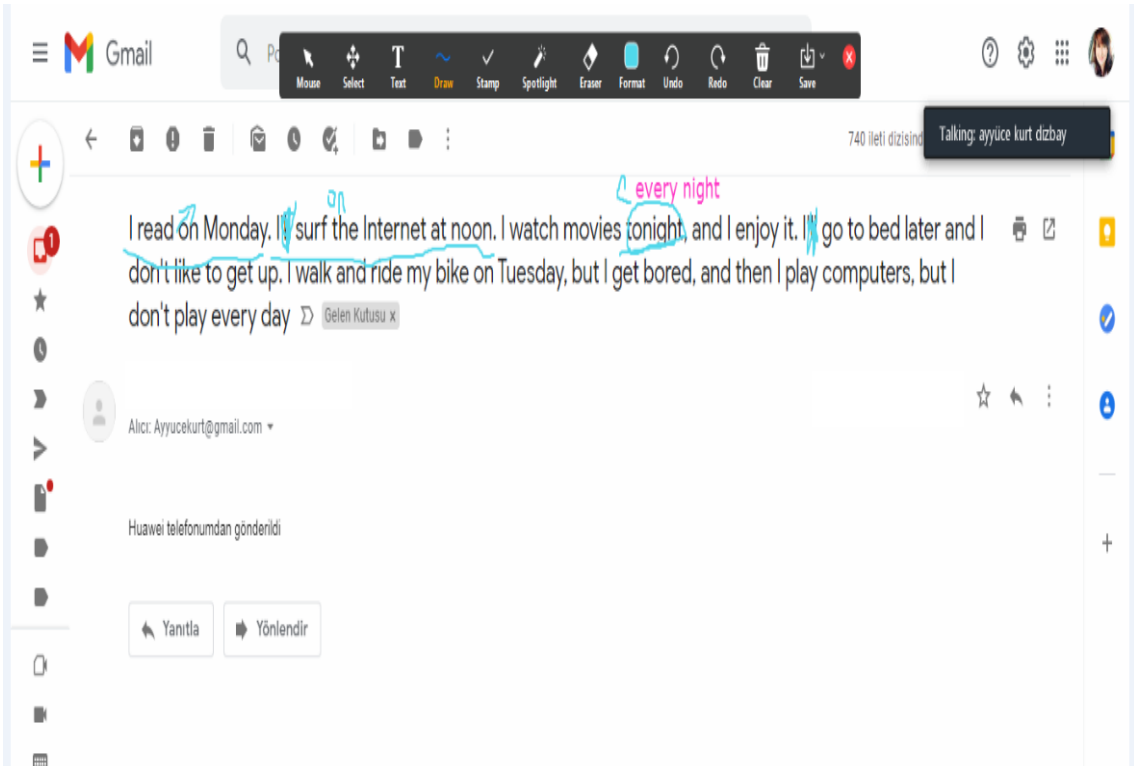 Gmail
Mouse Select Text Draw Stamp Spotlight Eraser Format Undo Redo Clear Save
740 ileti dizisind
Talking: ayyüce kurt dizbay
on
every night
I read on Monday. I surf the Internet at noon. I watch movies tonight, and I enjoy it. I go to bed later and I
don't like to get up. I walk and ride my bike on Tuesday, but I get bored, and then I play computers, but I
don't play every day Gelen Kutusu x
1
Alıcı: Ayyucekurt@gmail.com
Huawei telefonumdan gönderildi
Yanıtla
Yönlendir